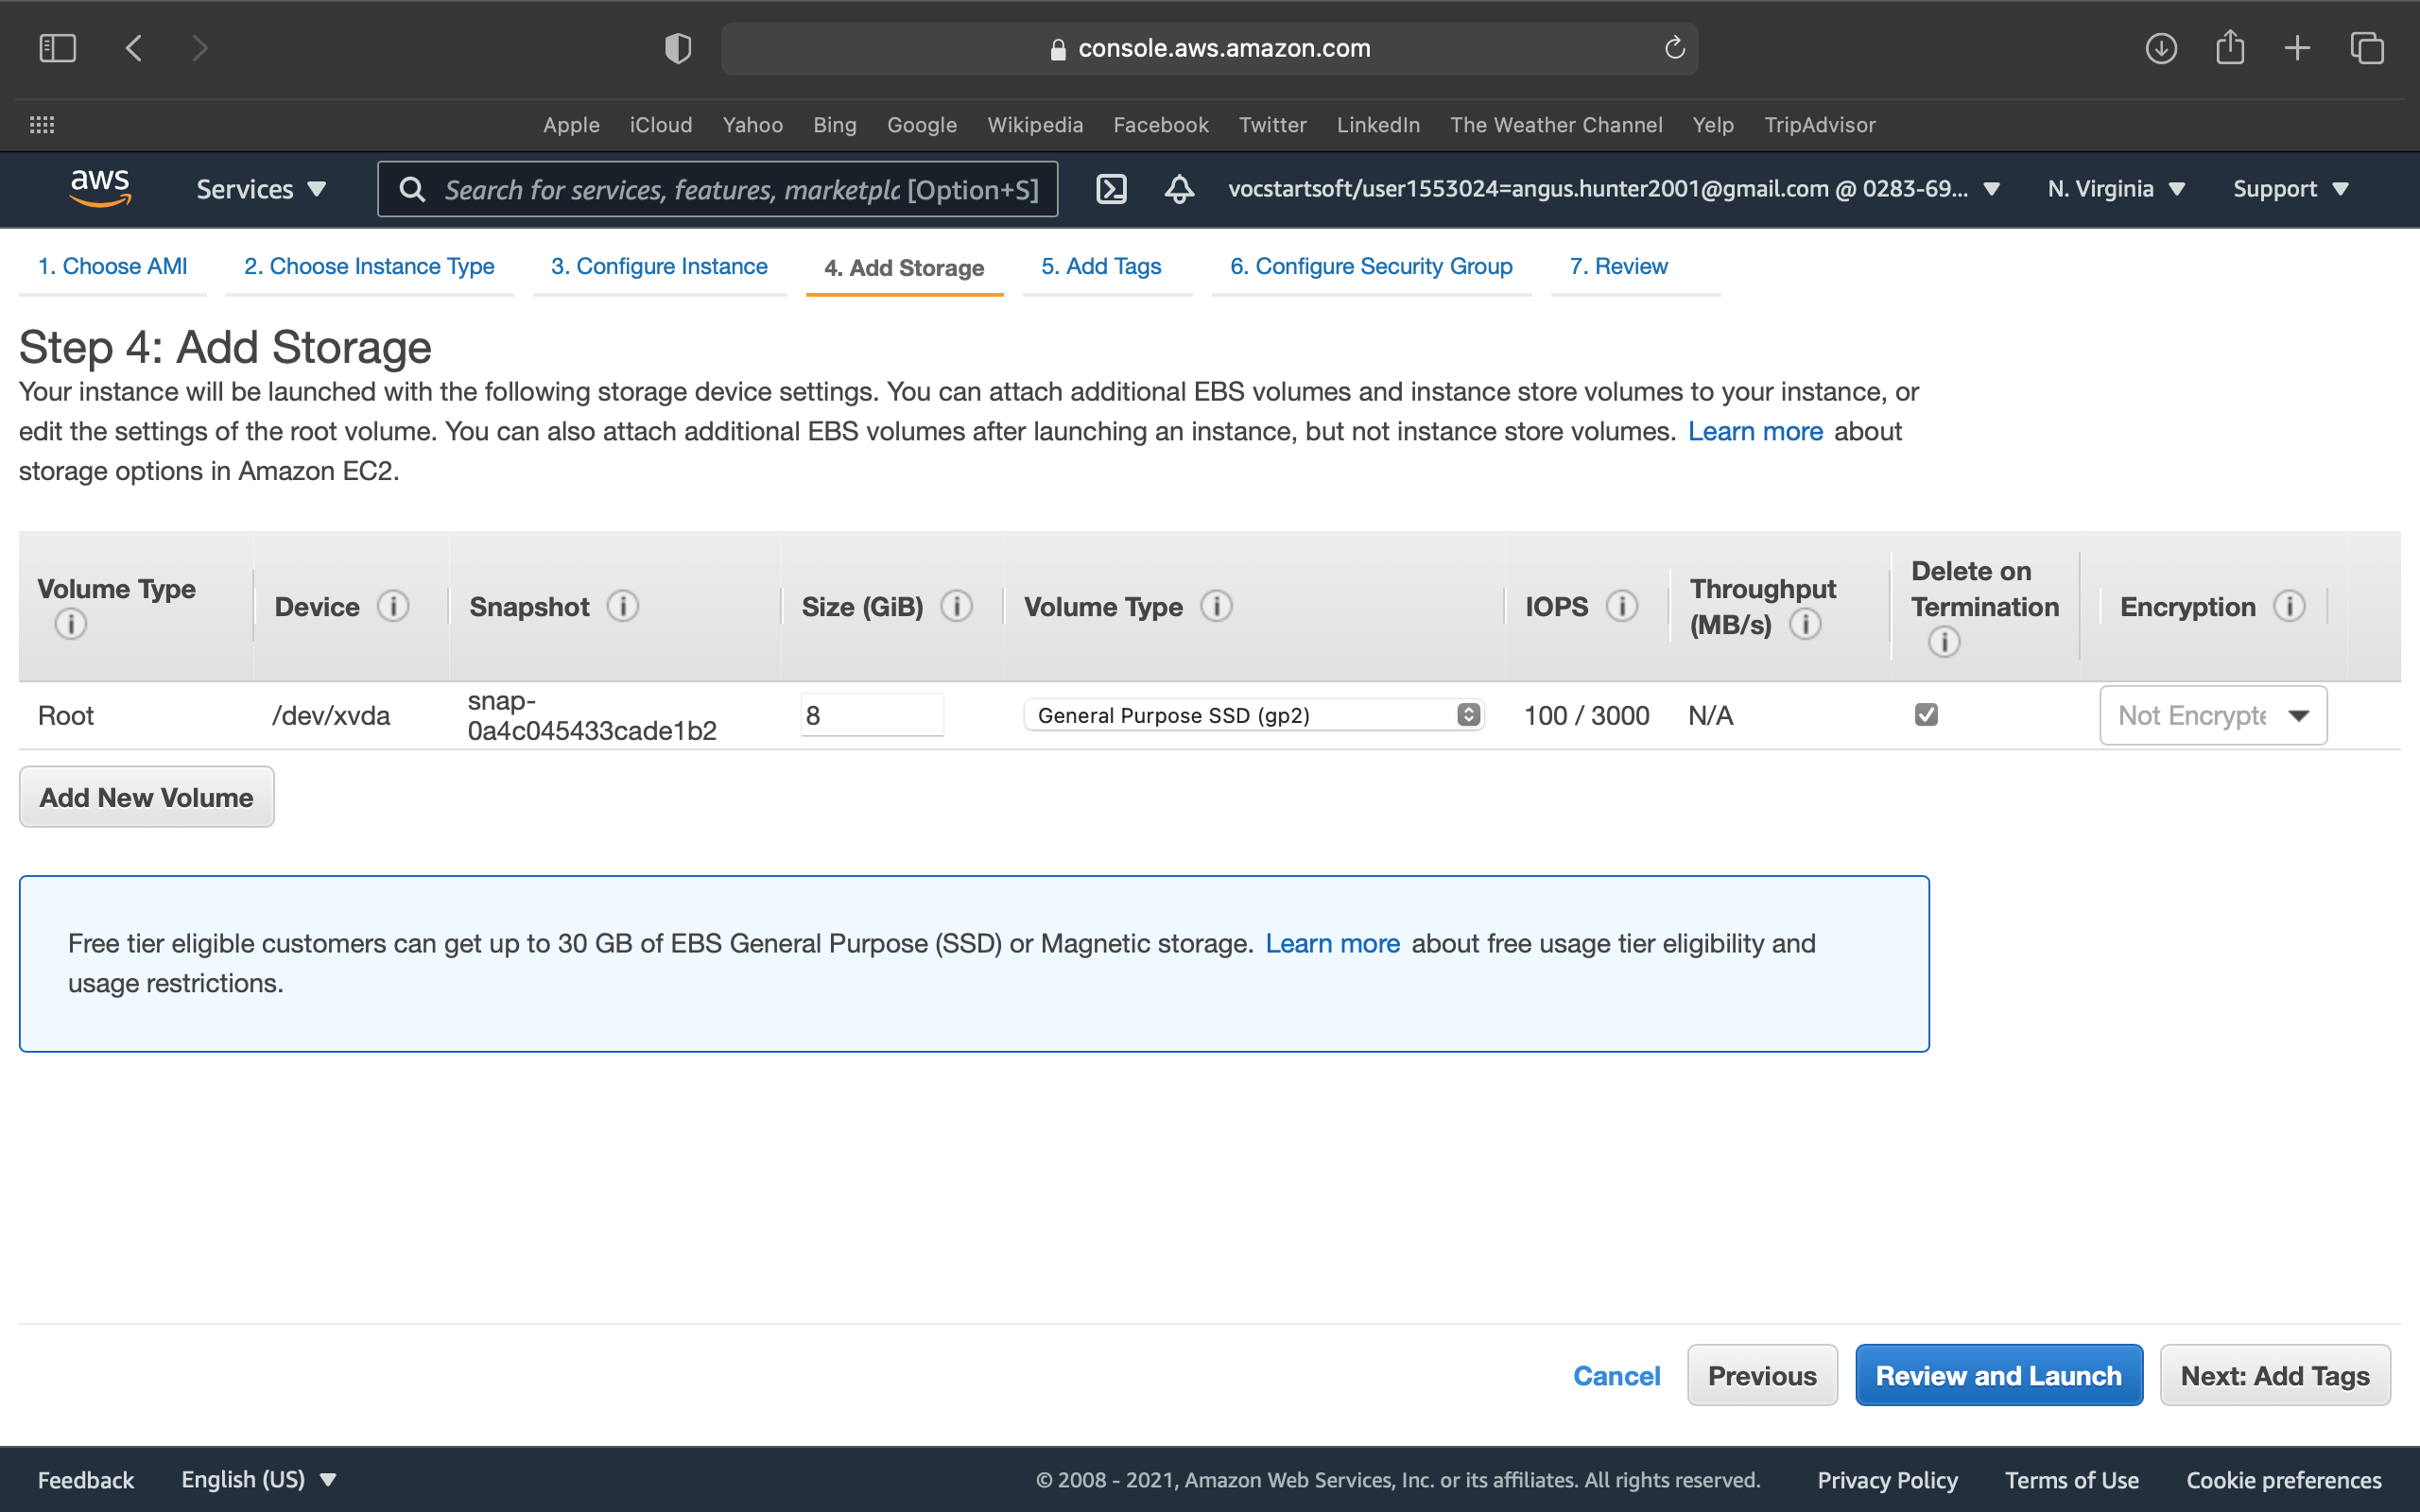 console.aws.amazon.com
Apple iCloud Yahoo Bing Google Wikipedia Facebook Twitter LinkedIn The Weather Channel Yelp TripAdvisor
aws Services Search for services, features, marketplc [Option+S] vocstartsoft/user1553024=angus.hunter2001@gmail.com @ 0283-69... N. Virginia Support
1. Choose AMI 2. Choose Instance Type 3. Configure Instance 4. Add Storage 5. Add Tags 6. Configure Security Group 7. Review
Step 4: Add Storage
Your instance will be launched with the following storage device settings. You can attach additional EBS volumes and instance store volumes to your instance, or
edit the settings of the root volume. You can also attach additional EBS volumes after launching an instance, but not instance store volumes. Learn more about
storage options in Amazon EC2.
Volume Type Device Snapshot Size (GiB) Volume Type IOPS Throughput (MB/s) Delete on Termination Encryption
Root /dev/xvda snap-0a4c045433cade1b2 8 General Purpose SSD (gp2) 100 / 3000 N/A Not Encrypte
Add New Volume
Free tier eligible customers can get up to 30 GB of EBS General Purpose (SSD) or Magnetic storage. Learn more about free usage tier eligibility and
usage restrictions.
Cancel Previous Review and Launch Next: Add Tags
Feedback English (US) © 2008 - 2021, Amazon Web Services, Inc. or its affiliates. All rights reserved. Privacy Policy Terms of Use Cookie preferences